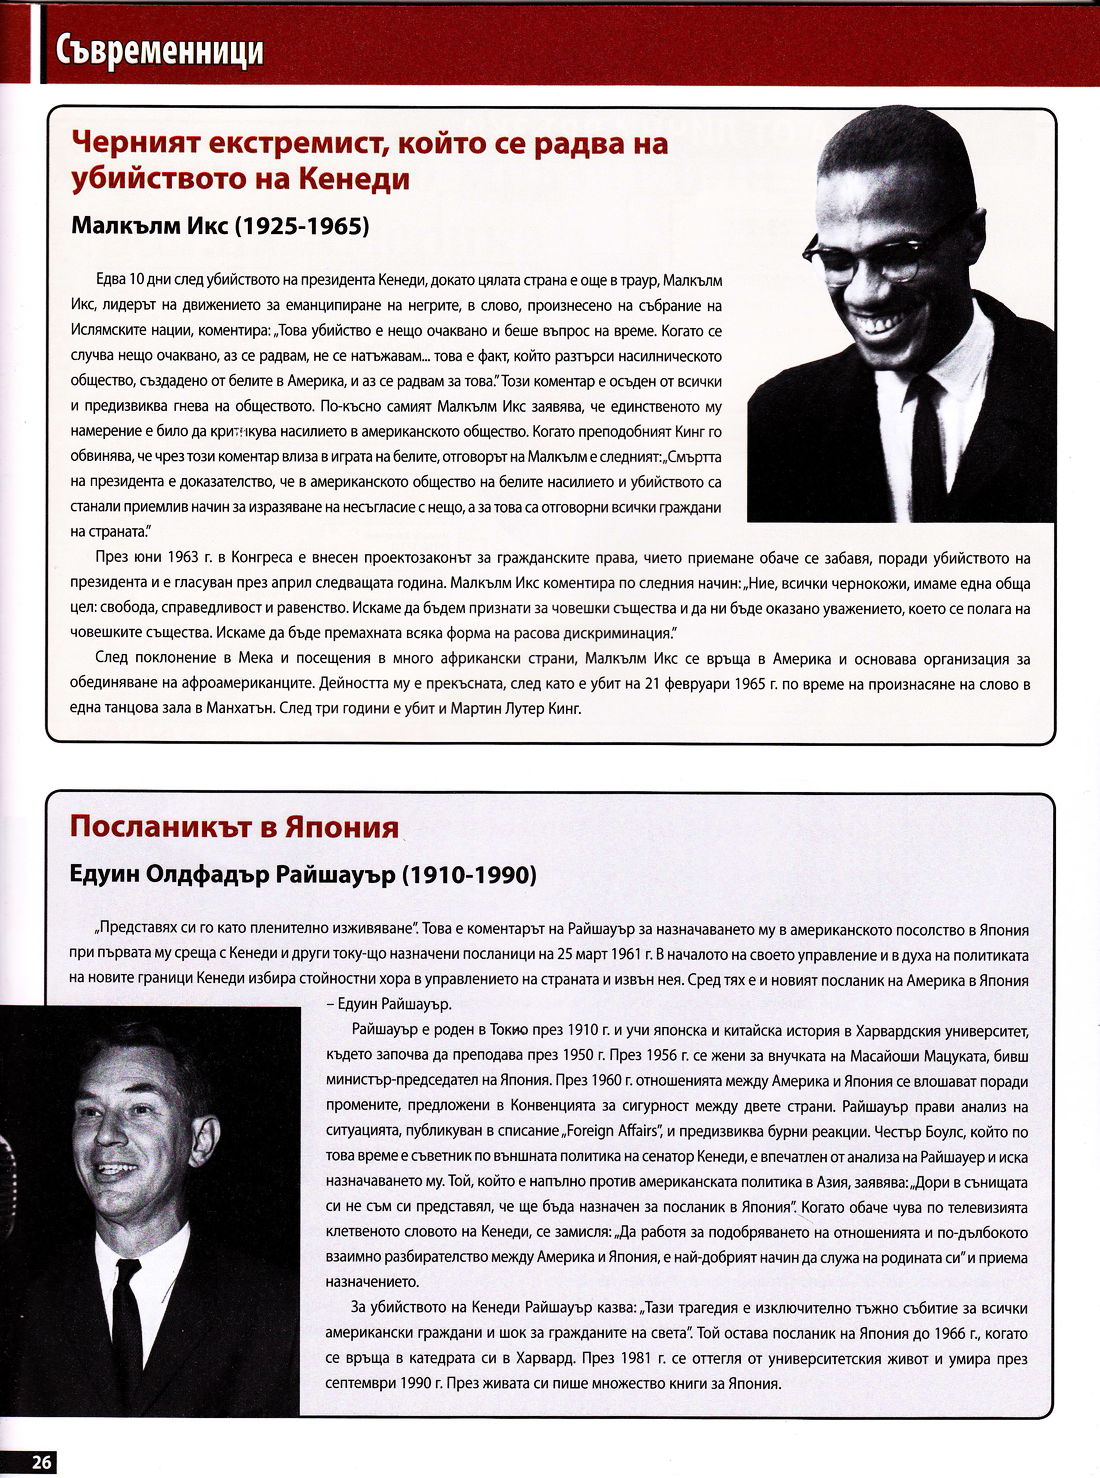 Съвременници
Черният екстремист, който се радва на
убийството на Кенеди
Малкълм Икс (1925-1965)
Едва 10 дни след убийството на президента Кенеди, докато цялата страна е още в траур, Малкълм
Икс, лидерът на движението за еманципиране на негрите, в слово, произнесено на събрание на
Ислямските нации, коментира: „Това убийство е нещо очаквано и беше въпрос на време. Когато се
случва нещо очаквано, аз се радвам, не се натъжавам... това е факт, който разтърси насилническото
общество, създадено от белите в Америка, и аз се радвам за това.” Този коментар е осъден от всички
и предизвиква гнева на обществото. По-късно самият Малкълм Икс заявява, че единственото му
намерение е било да критикува насилието в американското общество. Когато преподобният Кинг го
обвинява, че чрез този коментар влиза в играта на белите, отговорът на Малкълм е следният: „Смъртта
на президента е доказателство, че в американското общество на белите насилието и убийството са
станали приемлив начин за изразяване на несъгласие с нещо, а за това са отговорни всички граждани
на страната.”
През юни 1963 г. в Конгреса е внесен проектозаконът за гражданските права, чието приемане обаче се забавя, поради убийството на
президента и е гласуван през април следващата година. Малкълм Икс коментира по следния начин: „Ние, всички чернокожи, имаме една обща
цел: свобода, справедливост и равенство. Искаме да бъдем признати за човешки същества и да ни бъде оказано уважението, което се полага на
човешките същества. Искаме да бъде премахната всяка форма на расова дискриминация.”
След поклонение в Мека и посещения в много африкански страни, Малкълм Икс се връща в Америка и основава организация за
обединяване на афроамериканците. Дейността му е прекъсната, след като е убит на 21 февруари 1965 г. по време на произнасяне на слово в
една танцова зала в Манхатън. След три години е убит и Мартин Лутер Кинг.
Посланикът в Япония
Едуин Олдфадър Райшауър (1910-1990)
„Представях си го като пленително изживяване”. Това е коментарът на Райшауър за назначаването му в американското посолство в Япония
при първата му среща с Кенеди и други току-що назначени посланици на 25 март 1961 г. В началото на своето управление и в духа на политиката
на новите граници Кенеди избира стойностни хора в управлението на страната и извън нея. Сред тях е и новият посланик на Америка в Япония
– Едуин Райшауър.
Райшауър е роден в Токио през 1910 г. и учи японска и китайска история в Харвардския университет,
където започва да преподава през 1950 г. През 1956 г. се жени за внучката на Масайоши Мацуката, бивш
министър-председател на Япония. През 1960 г. отношенията между Америка и Япония се влошават поради
промените, предложени в Конвенцията за сигурност между двете страни. Райшауър прави анализ на
ситуацията, публикуван в списание „Foreign Affairs”, и предизвиква бурни реакции. Честър Боулс, който по
това време е съветник по външната политика на сенатор Кенеди, е впечатлен от анализа на Райшауер и иска
назначаването му. Той, който е напълно против американската политика в Азия, заявява: „Дори в сънищата
си не съм си представял, че ще бъда назначен за посланик в Япония”. Когато обаче чува по телевизията
клетвеното словото на Кенеди, се замисля: „Да работя за подобряването на отношенията и по-дълбокото
взаимно разбирателство между Америка и Япония, е най-добрият начин да служа на родината си” и приема
назначението.
За убийството на Кенеди Райшауър казва: „Тази трагедия е изключително тъжно събитие за всички
американски граждани и шок за гражданите на света”. Той остава посланик на Япония до 1966 г., когато
се връща в катедрата си в Харвард. През 1981 г. се оттегля от университетския живот и умира през
септември 1990 г. През живата си пише множество книги за Япония.
26